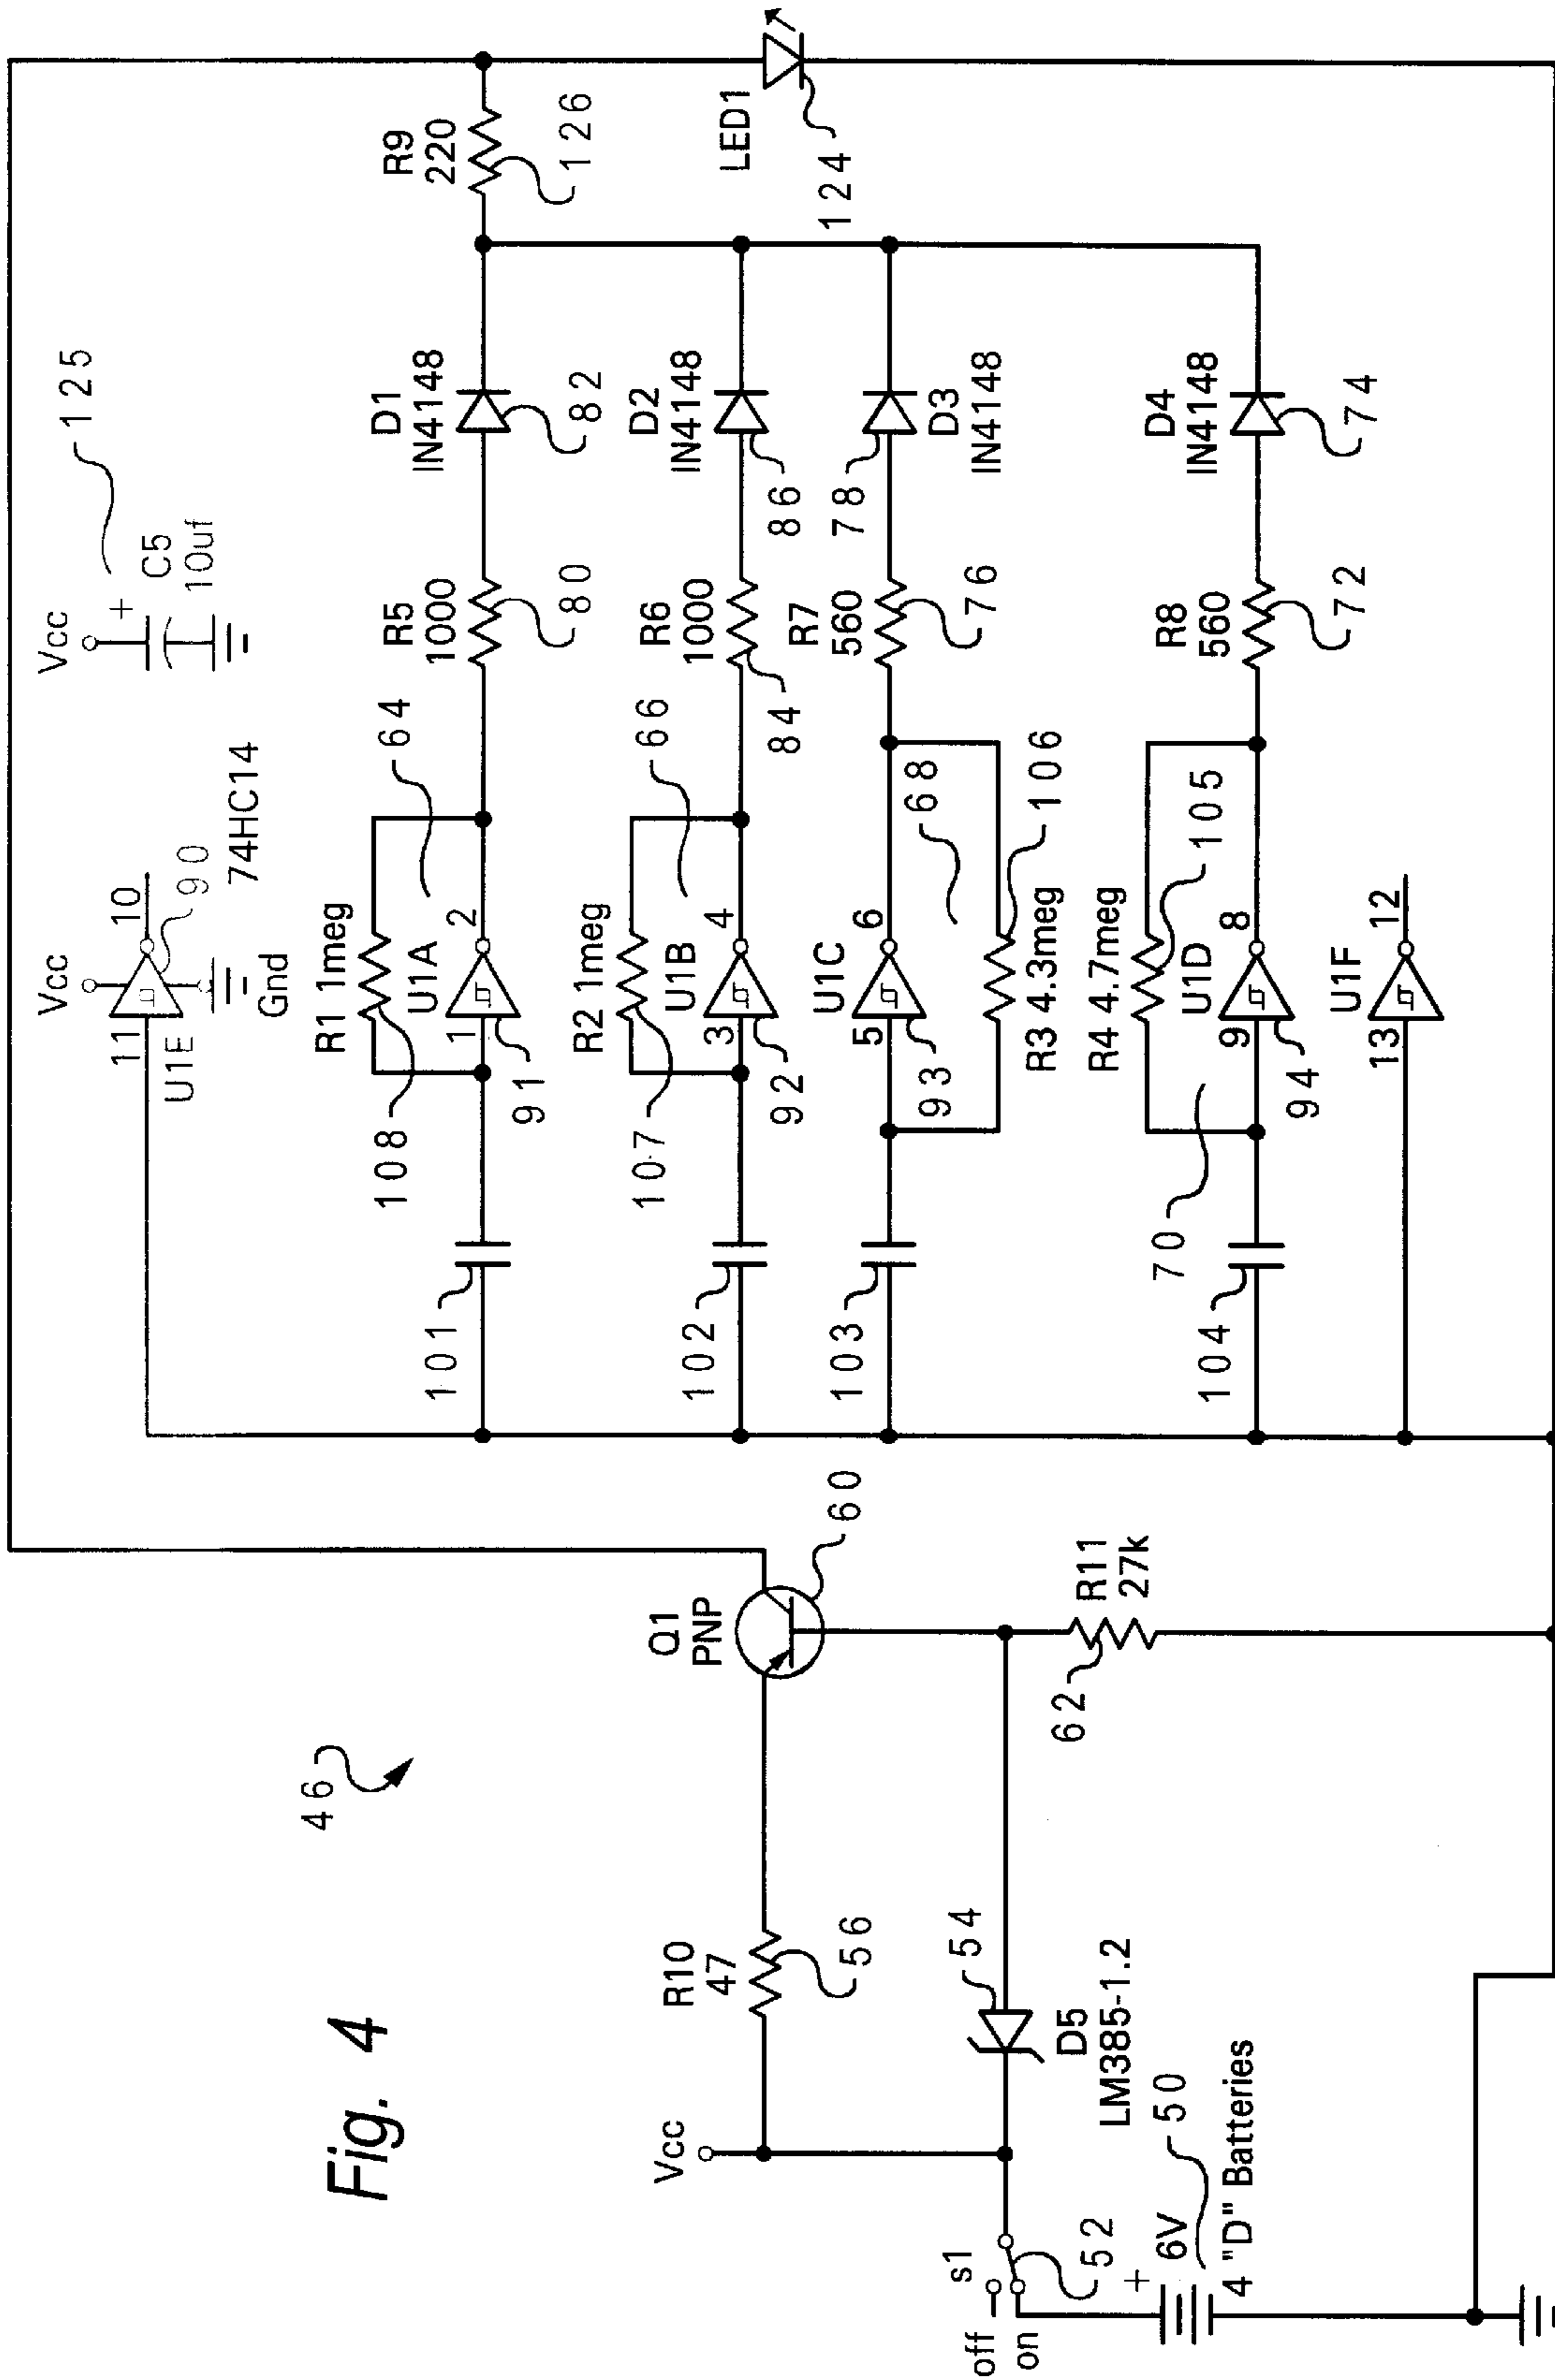 Fig. 4
46
Vcc
R10
47
56
off
on
s1
52
+
6V
50
4 "D" Batteries
D5
LM385-1.2
54
Q1
PNP
60
62
R11
27k
Vcc
11
10
U1E
90
74HC14
Gnd
Vcc
+
C5
10uf
125
101
108
R1 1meg
1
U1A
2
91
64
R5
1000
80
D1
IN4148
82
R9
220
126
102
107
R2 1meg
3
U1B
4
92
66
R6
1000
84
D2
IN4148
86
LED1
124
103
5
U1C
6
93
68
R3 4.3meg
106
R7
560
76
78
D3
IN4148
104
70
R4 4.7meg
105
9
U1D
8
94
R8
560
72
D4
IN4148
74
13
U1F
12